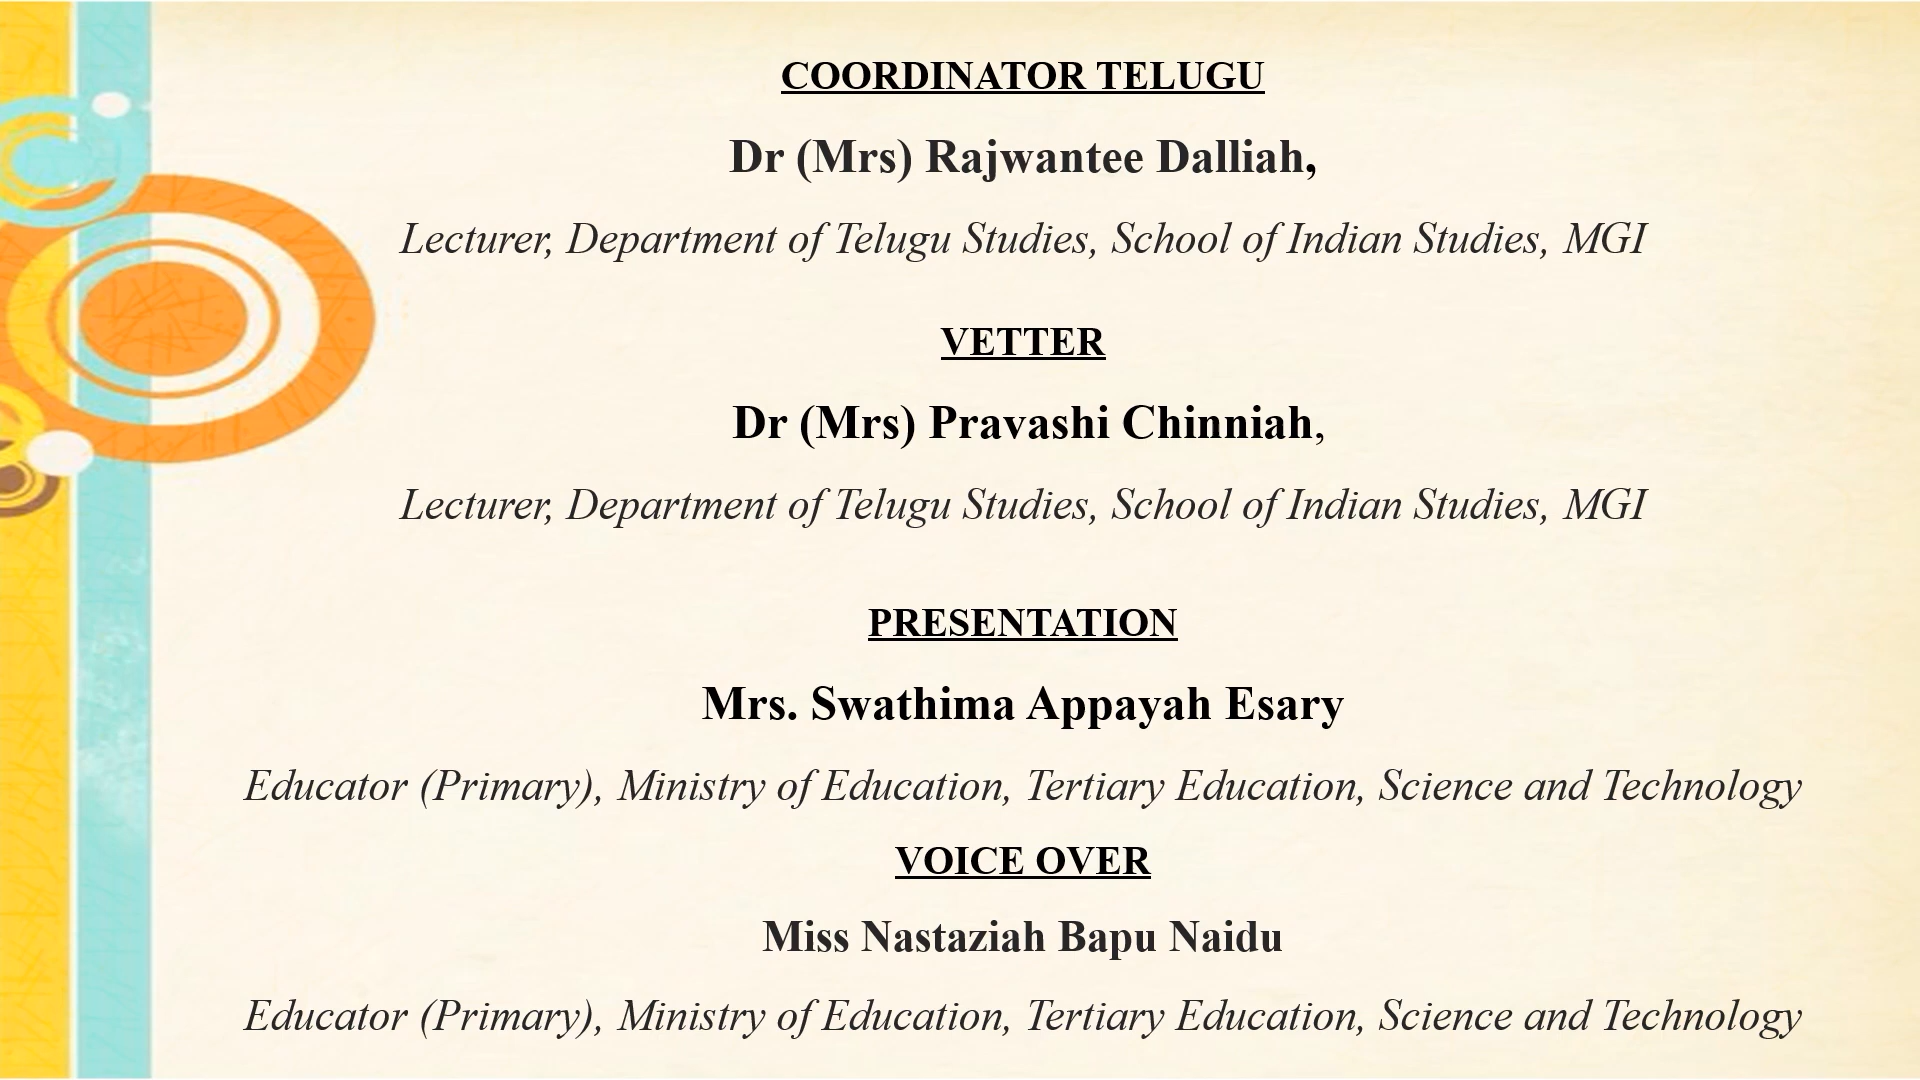 COORDINATOR TELUGU
Dr (Mrs) Rajwantee Dalliah,
Lecturer, Department of Telugu Studies, School of Indian Studies, MGI
VETTER
Dr (Mrs) Pravashi Chinniah,
Lecturer, Department of Telugu Studies, School of Indian Studies, MGI
PRESENTATION
Mrs. Swathima Appayah Esary
Educator (Primary), Ministry of Education, Tertiary Education, Science and Technology
VOICE OVER
Miss Nastaziah Bapu Naidu
Educator (Primary), Ministry of Education, Tertiary Education, Science and Technology